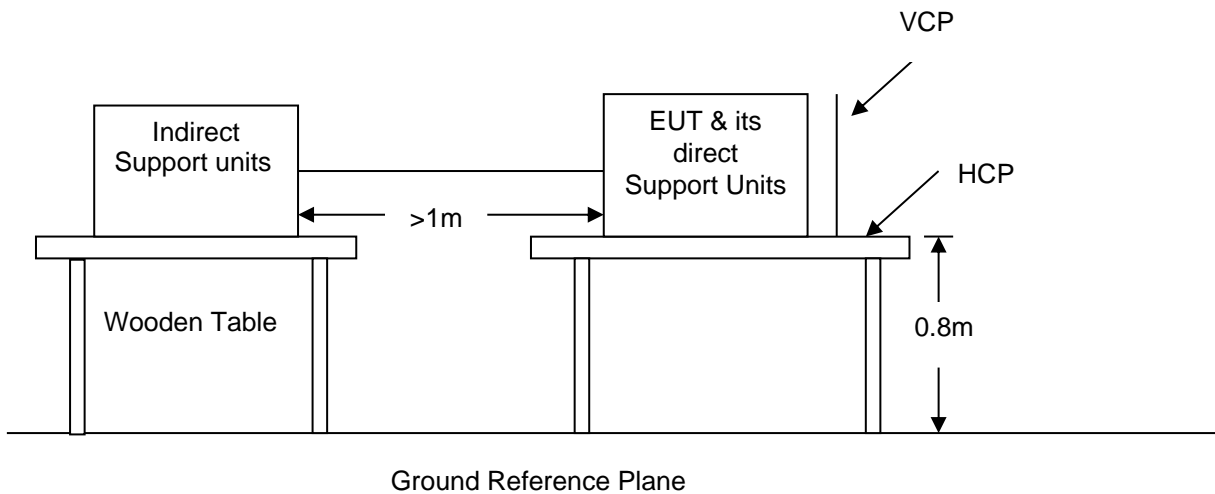 VCP
Indirect
Support units
EUT & its
direct
Support Units
HCP
>1m
Wooden Table
0.8m
Ground Reference Plane